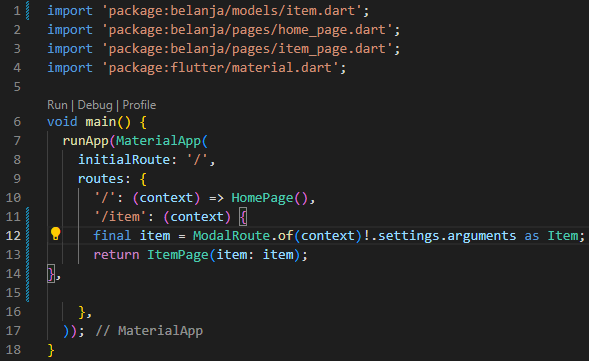 1 import 'package:belanja/models/item.dart';
2 import 'package:belanja/pages/home_page.dart';
3 import 'package:belanja/pages/item_page.dart';
4 import 'package:flutter/material.dart';
5
Run | Debug | Profile
6 void main() {
7   runApp(MaterialApp(
8     initialRoute: '/',
9     routes: {
10       '/': (context) => HomePage(),
11       '/item': (context) {
12       final item = ModalRoute.of(context)!.settings.arguments as Item;
13       return ItemPage(item: item);
14 },
15
16     },
17   )); // MaterialApp
18 }